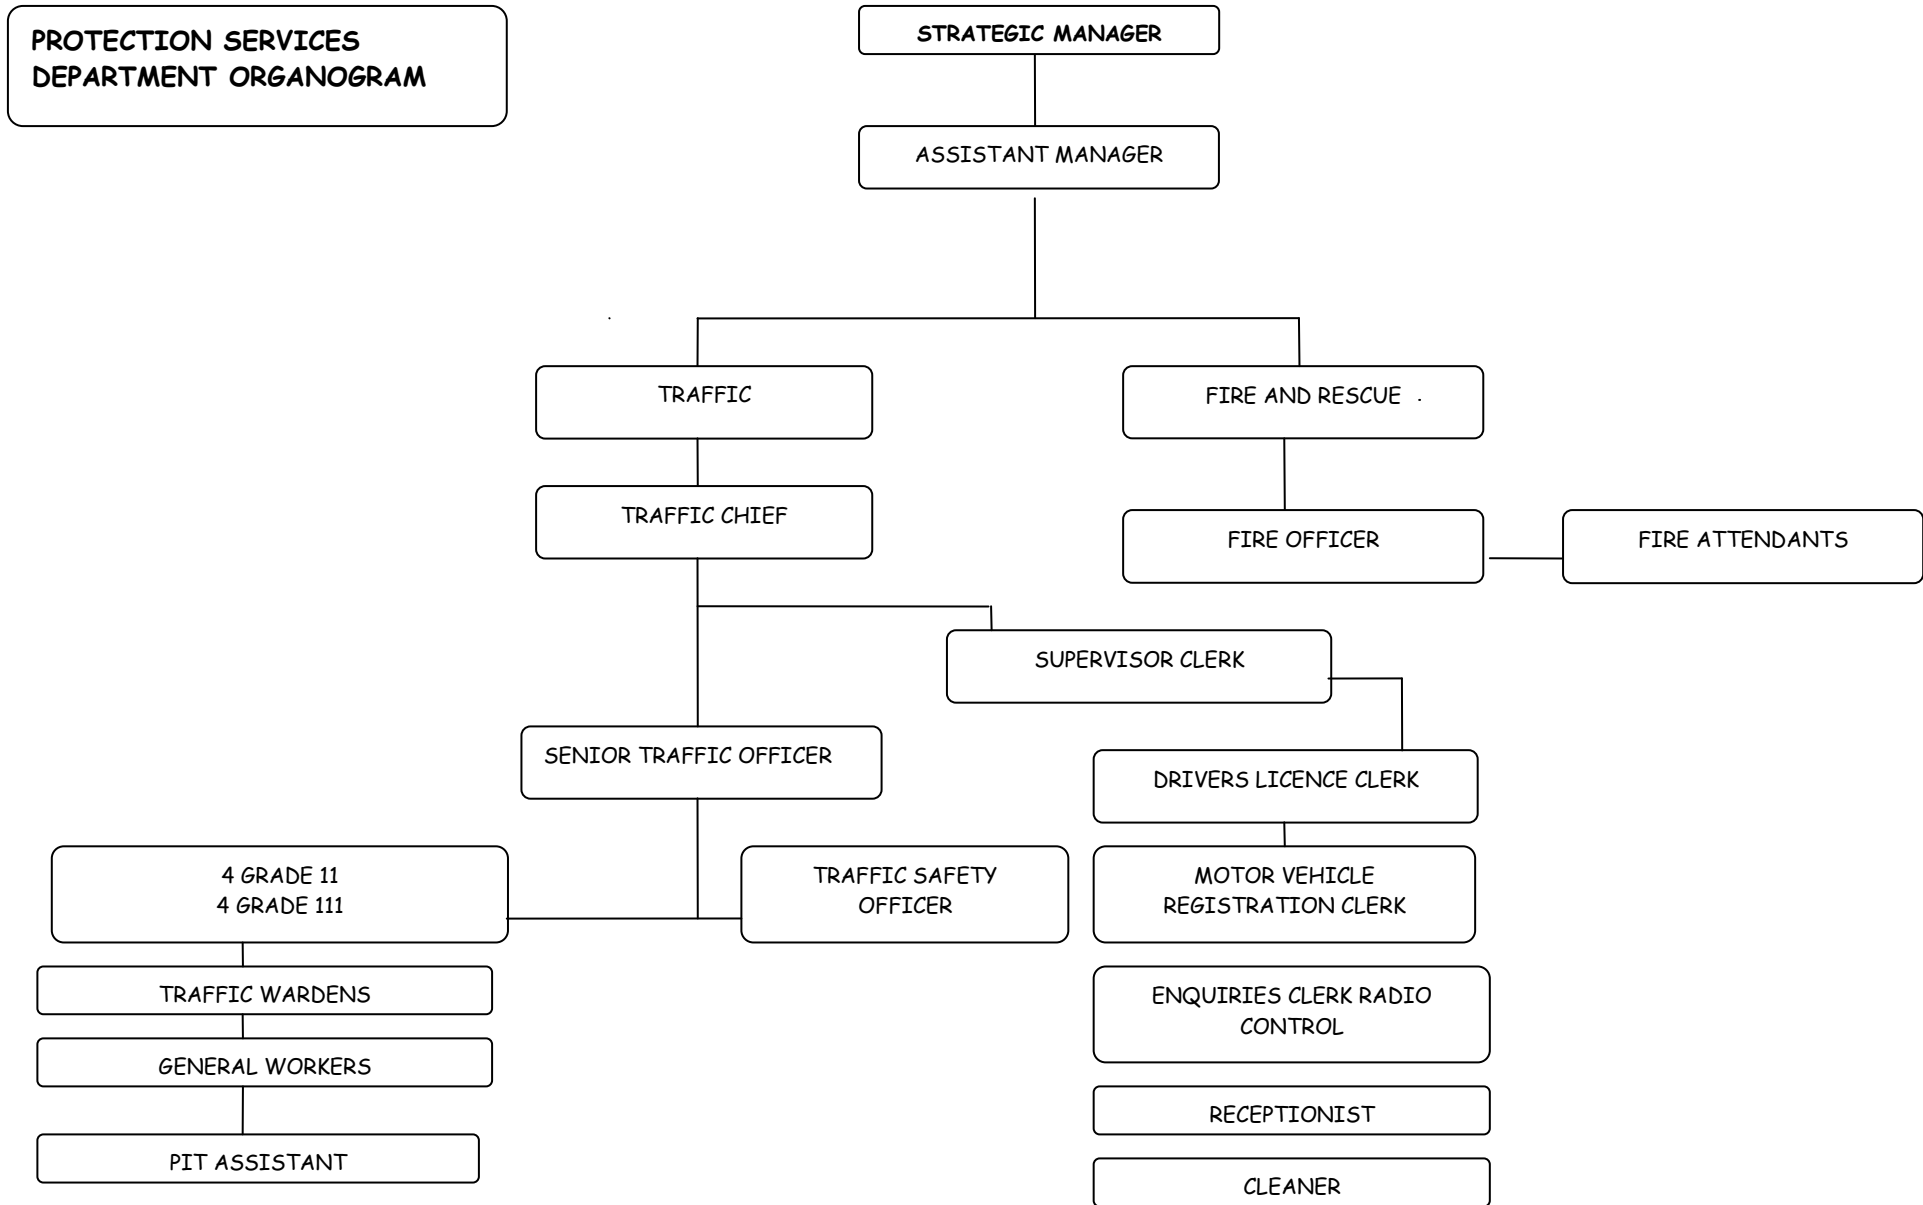 PROTECTION SERVICES
DEPARTMENT ORGANOGRAM
STRATEGIC MANAGER
ASSISTANT MANAGER
TRAFFIC
FIRE AND RESCUE .
TRAFFIC CHIEF
FIRE OFFICER
FIRE ATTENDANTS
SUPERVISOR CLERK
SENIOR TRAFFIC OFFICER
DRIVERS LICENCE CLERK
4 GRADE 11
4 GRADE 111
TRAFFIC SAFETY
OFFICER
MOTOR VEHICLE
REGISTRATION CLERK
TRAFFIC WARDENS
ENQUIRIES CLERK RADIO
CONTROL
GENERAL WORKERS
RECEPTIONIST
PIT ASSISTANT
CLEANER